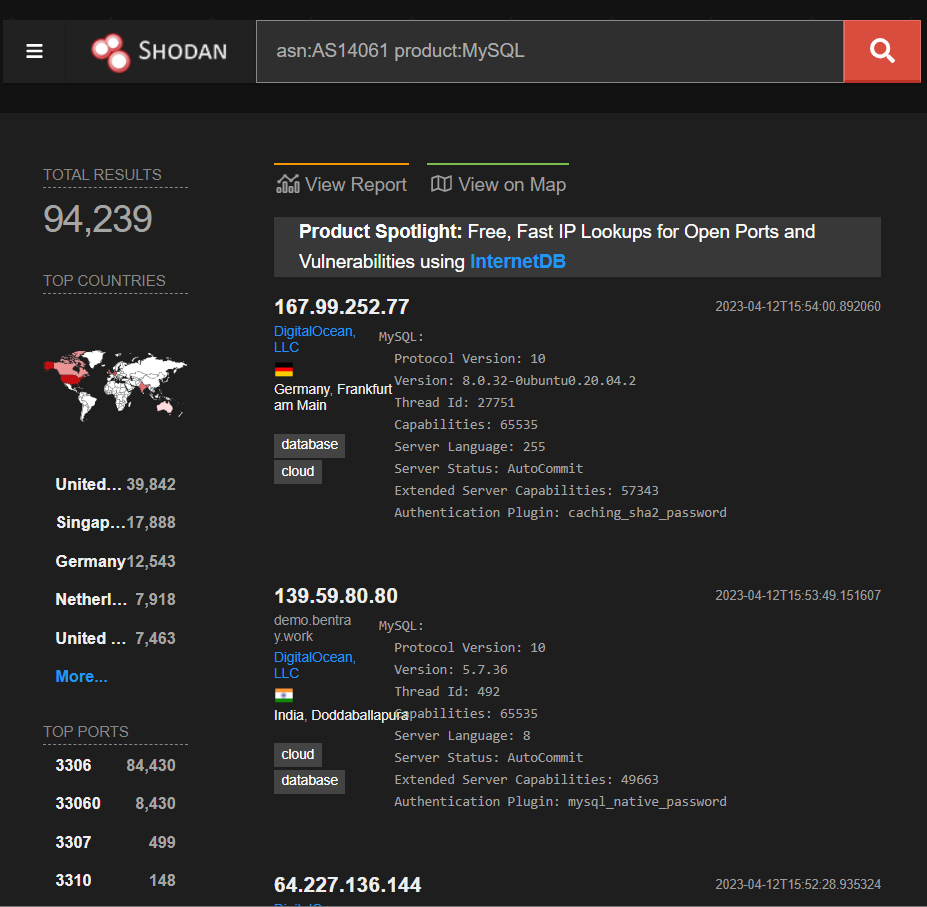 SHODAN
asn:AS14061 product:MySQL
TOTAL RESULTS
94,239
TOP COUNTRIES
United... 39,842
Singap... 17,888
Germany 12,543
Netherl... 7,918
United ... 7,463
More...
TOP PORTS
3306 84,430
33060 8,430
3307 499
3310 148
View Report
View on Map
Product Spotlight: Free, Fast IP Lookups for Open Ports and
Vulnerabilities using InternetDB
167.99.252.77
2023-04-12T15:54:00.892060
DigitalOcean,
LLC
Germany, Frankfurt
am Main
database
cloud
MySQL:
Protocol Version: 10
Version: 8.0.32-0ubuntu0.20.04.2
Thread Id: 27751
Capabilities: 65535
Server Language: 255
Server Status: AutoCommit
Extended Server Capabilities: 57343
Authentication Plugin: caching_sha2_password
139.59.80.80
2023-04-12T15:53:49.151607
demo.bentra
y.work
DigitalOcean,
LLC
India, Doddaballapura
cloud
database
MySQL:
Protocol Version: 10
Version: 5.7.36
Thread Id: 492
Capabilities: 65535
Server Language: 8
Server Status: AutoCommit
Extended Server Capabilities: 49663
Authentication Plugin: mysql_native_password
64.227.136.144
2023-04-12T15:52:28.935324